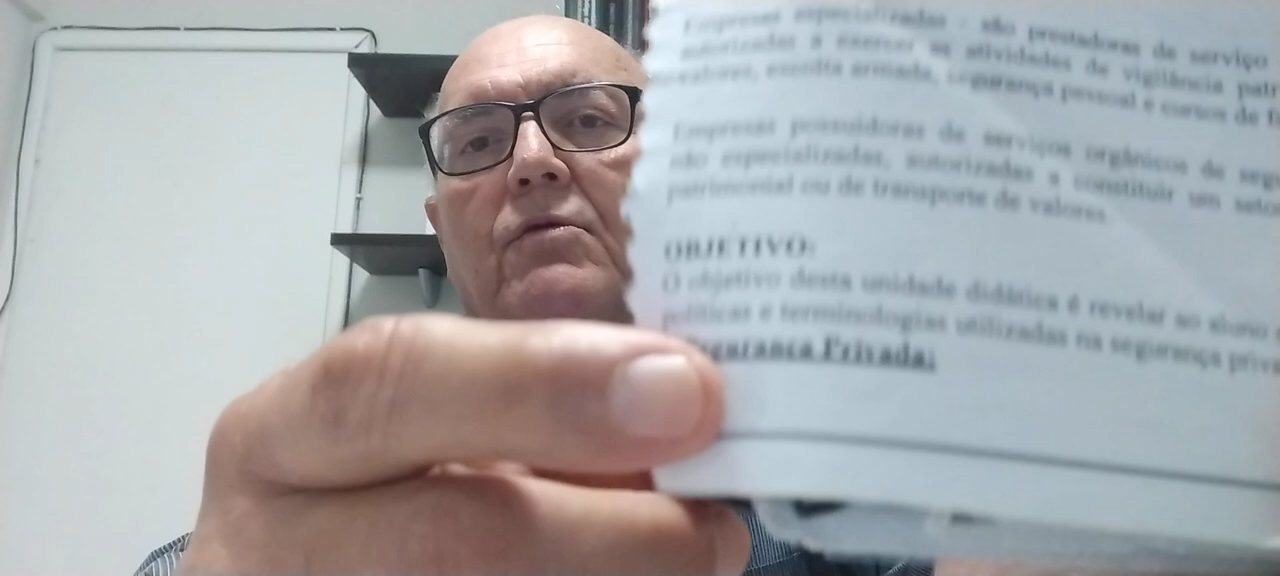 Empresas especializadas - são prestadoras de serviço
autorizadas a exercer as atividades de vigilância patr
valores, escolta armada, segurança pessoal e cursos de f
Empresas possuidoras de serviços orgânicos de seg
não especializadas, autorizadas a constituir um seto
patrimonial ou de transporte de valores.
OBJETIVO:
O objetivo desta unidade didática é revelar ao aluno
políticas e terminologias utilizadas na segurança priva
egurança Privada;